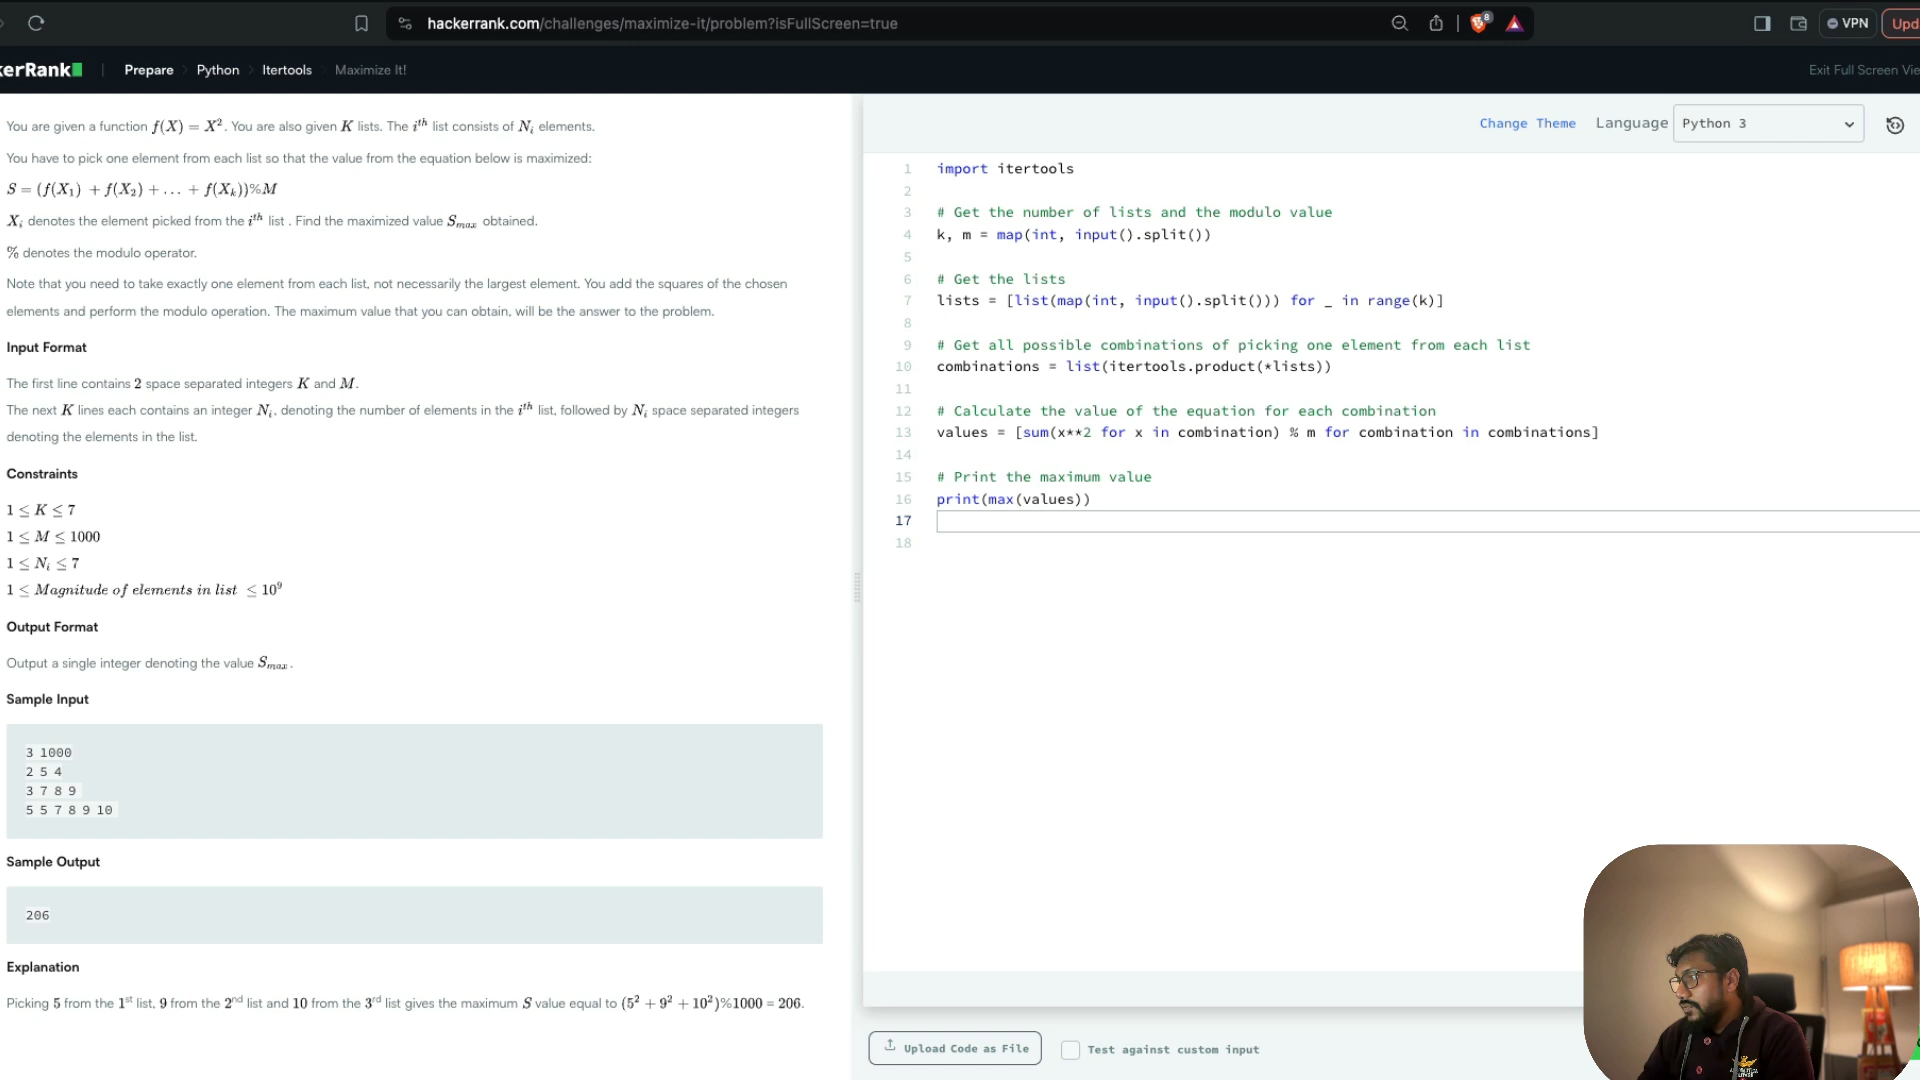 hackerrank.com/challenges/maximize-it/problem?isFullScreen=true
8
VPN
Upd
kerRank
Prepare
Python
Itertools
Maximize It!
Exit Full Screen Vie
You are given a function f(X) = X². You are also given K lists. The iᵗʰ list consists of Nᵢ elements.
You have to pick one element from each list so that the value from the equation below is maximized:
S = (f(X₁) + f(X₂) + ... + f(Xₖ))%M
Xᵢ denotes the element picked from the iᵗʰ list . Find the maximized value Sₘₐₓ obtained.
% denotes the modulo operator.
Note that you need to take exactly one element from each list, not necessarily the largest element. You add the squares of the chosen
elements and perform the modulo operation. The maximum value that you can obtain, will be the answer to the problem.
Input Format
The first line contains 2 space separated integers K and M.
The next K lines each contains an integer Nᵢ, denoting the number of elements in the iᵗʰ list, followed by Nᵢ space separated integers
denoting the elements in the list.
Constraints
1 ≤ K ≤ 7
1 ≤ M ≤ 1000
1 ≤ Nᵢ ≤ 7
1 ≤ Magnitude of elements in list ≤ 10⁹
Output Format
Output a single integer denoting the value Sₘₐₓ.
Sample Input
3 1000
2 5 4
3 7 8 9
5 5 7 8 9 10
Sample Output
206
Explanation
Picking 5 from the 1ˢᵗ list, 9 from the 2ⁿᵈ list and 10 from the 3ʳᵈ list gives the maximum S value equal to (5² + 9² + 10²)%1000 = 206.
Change Theme
Language
Python 3
1 import itertools
2
3 # Get the number of lists and the modulo value
4 k, m = map(int, input().split())
5
6 # Get the lists
7 lists = [list(map(int, input().split())) for _ in range(k)]
8
9 # Get all possible combinations of picking one element from each list
10 combinations = list(itertools.product(*lists))
11
12 # Calculate the value of the equation for each combination
13 values = [sum(x**2 for x in combination) % m for combination in combinations]
14
15 # Print the maximum value
16 print(max(values))
17
18
Upload Code as File
Test against custom input